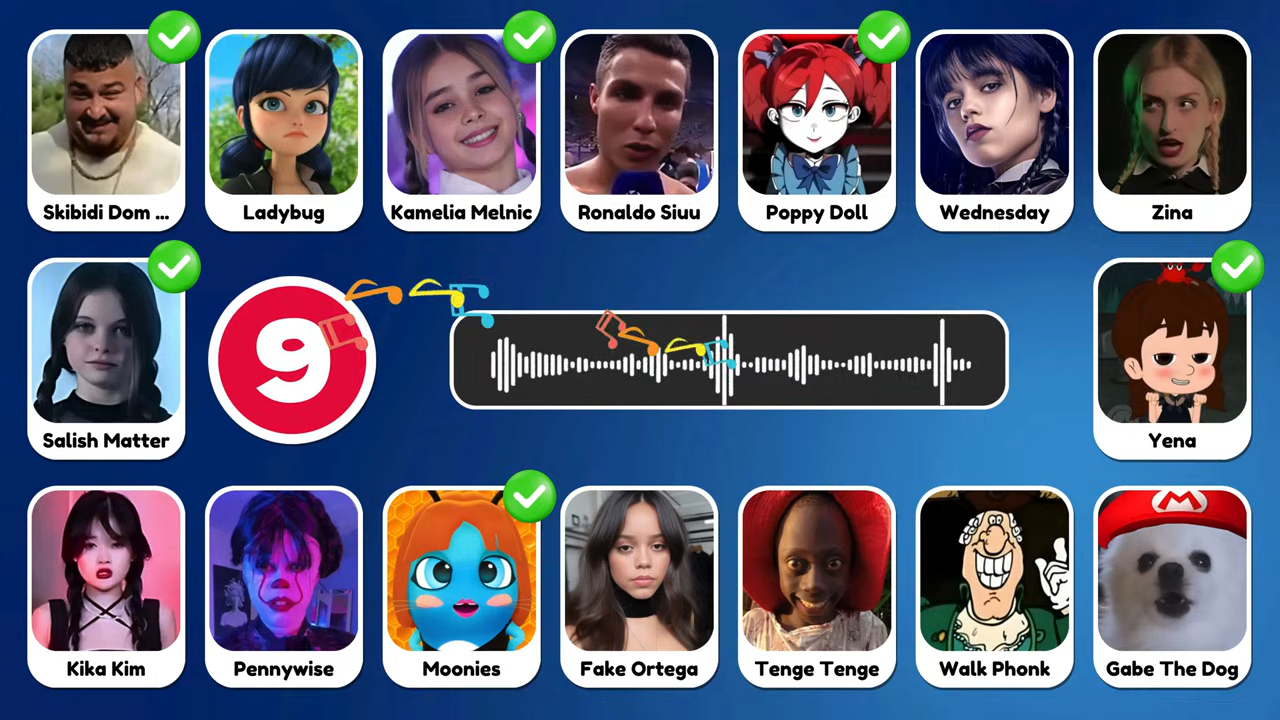 Skibidi Dom ...
Ladybug
Kamelia Melnic
Ronaldo Siuu
Poppy Doll
Wednesday
Zina
Salish Matter
9
Yena
Kika Kim
Pennywise
Moonies
Fake Ortega
Tenge Tenge
Walk Phonk
M
Gabe The Dog